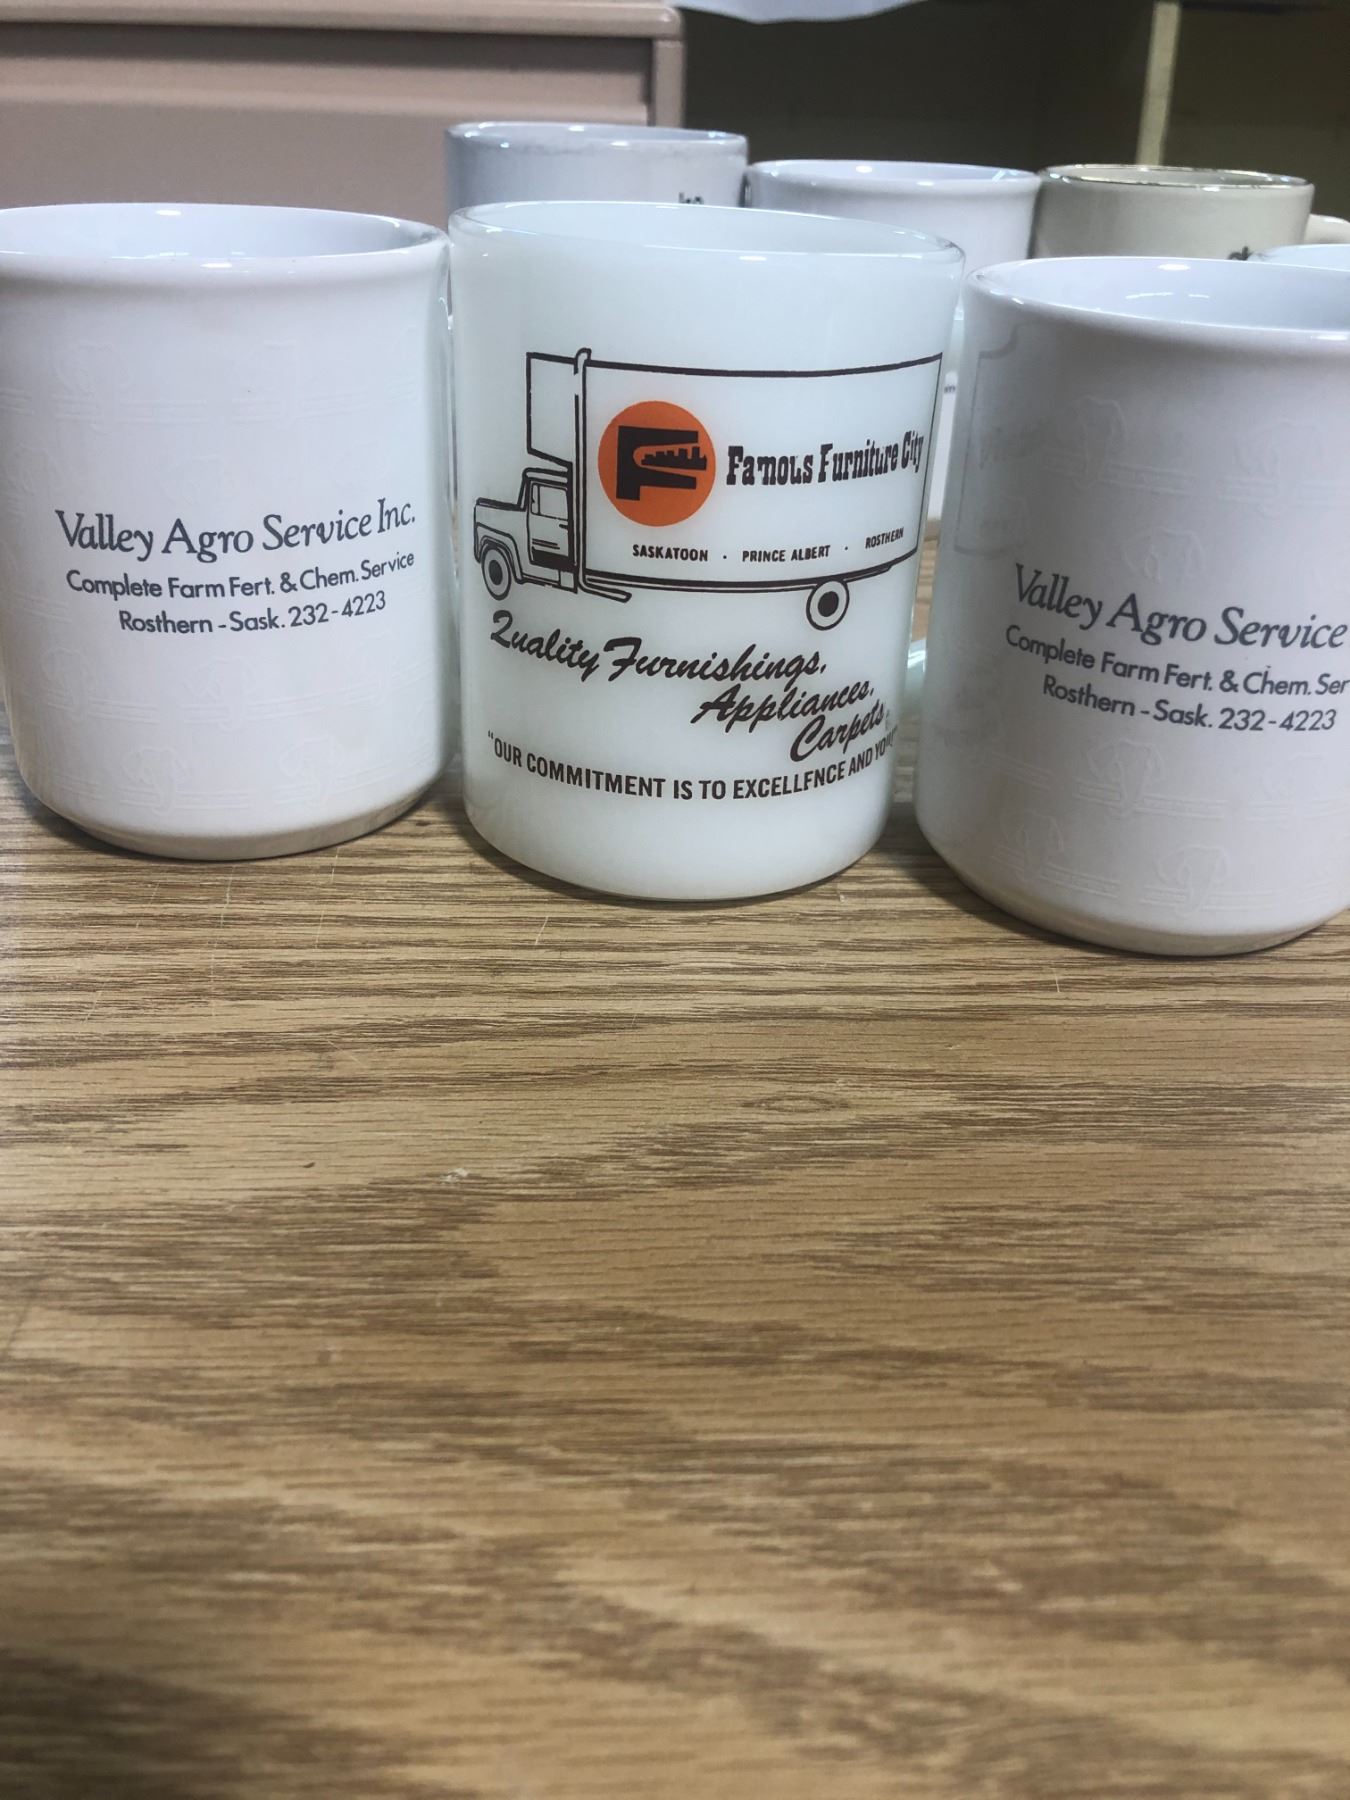 Valley Agro Service Inc.
Complete Farm Fert. & Chem. Service
Rosthern - Sask. 232-4223
Famous Furniture City
SASKATOON · PRINCE ALBERT · ROSTHERN
Quality Furnishings,
Appliances,
Carpets
"OUR COMMITMENT IS TO EXCELLENCE AND YOU!"
Valley Agro Service
Complete Farm Fert. & Chem. Ser
Rosthern - Sask. 232-4223